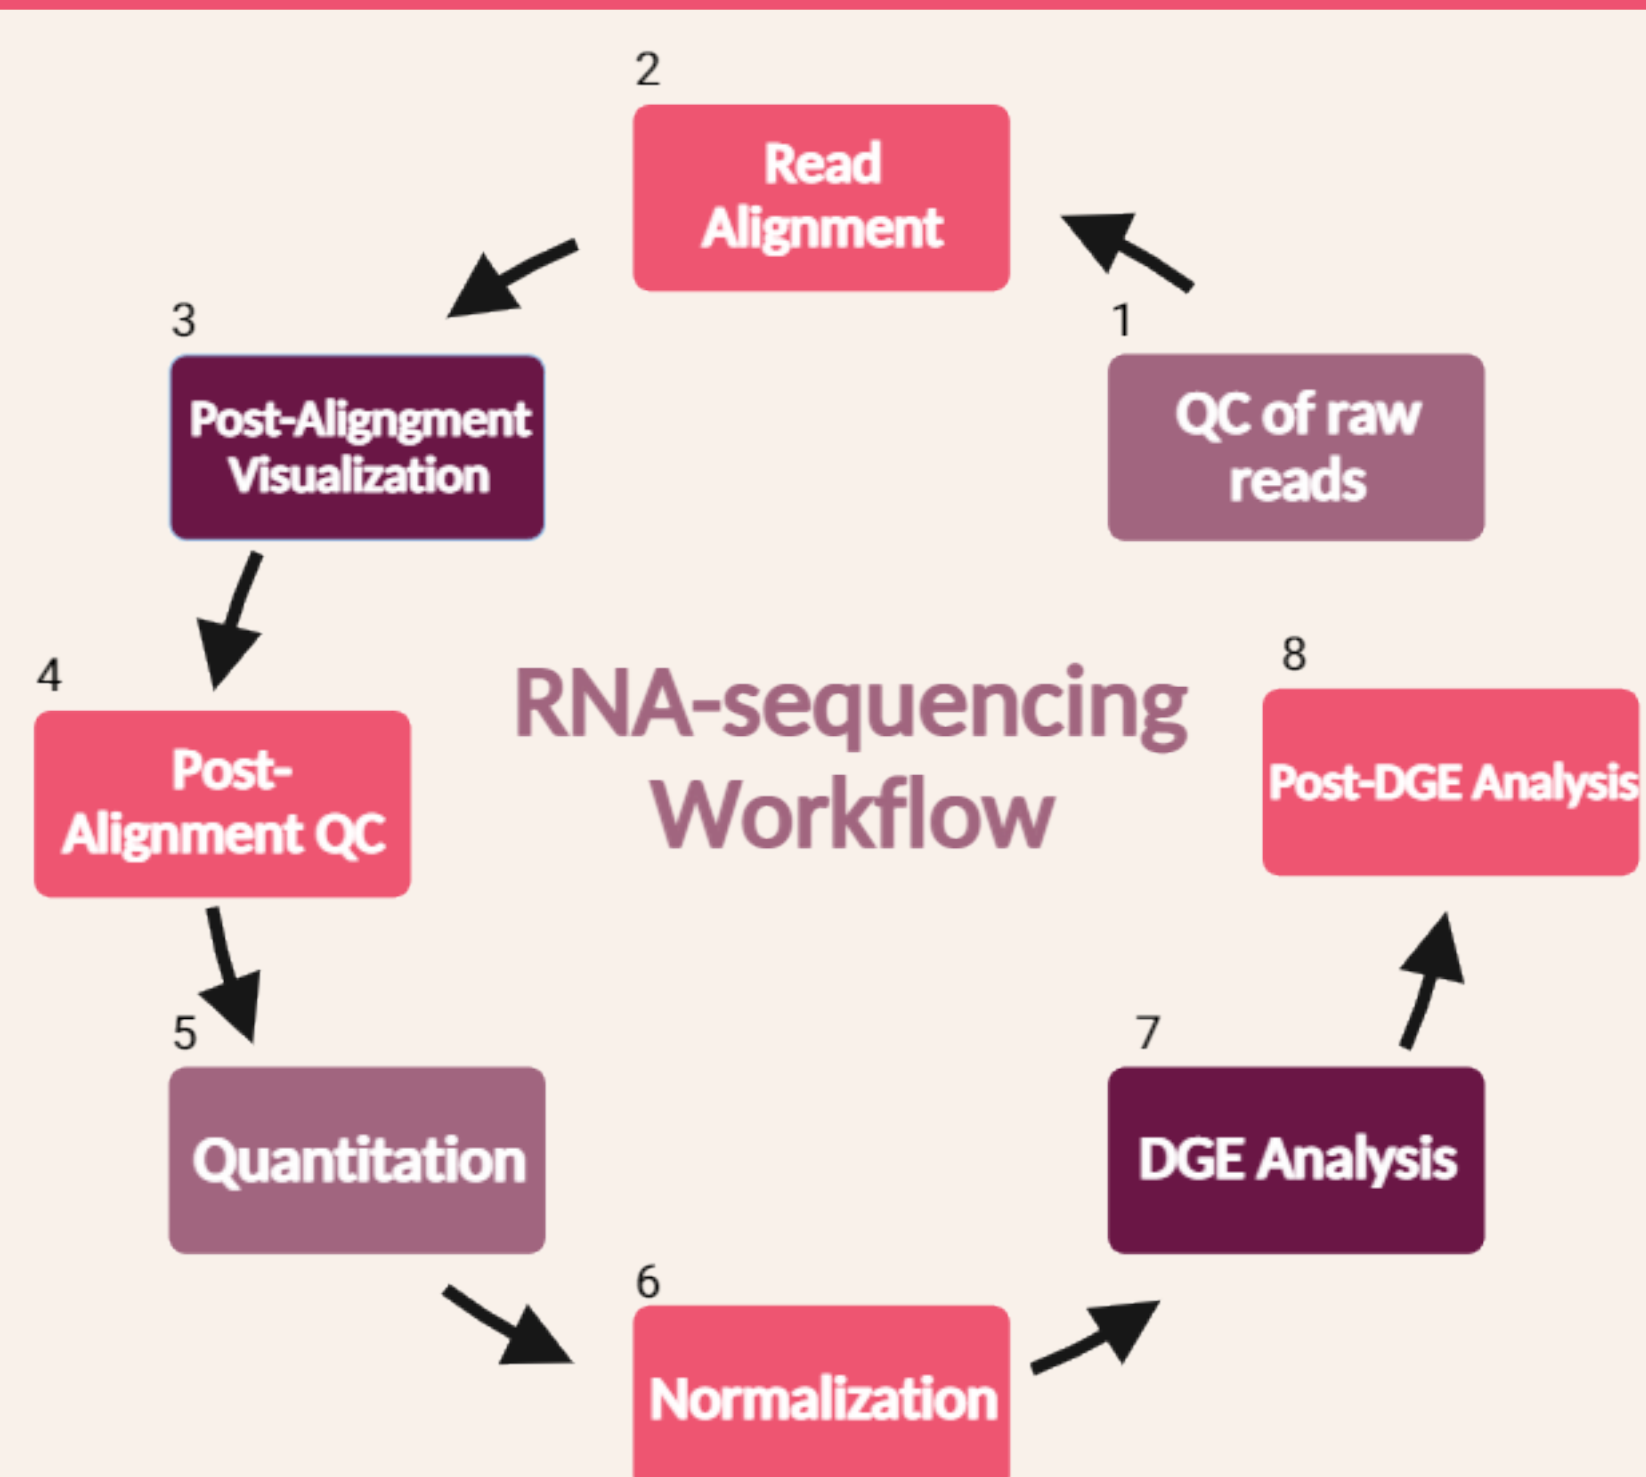 1
QC of raw
reads
2
Read
Alignment
3
Post-Aligngment
Visualization
4
Post-
Alignment QC
5
Quantitation
6
Normalization
7
DGE Analysis
8
Post-DGE Analysis
RNA-sequencing
Workflow